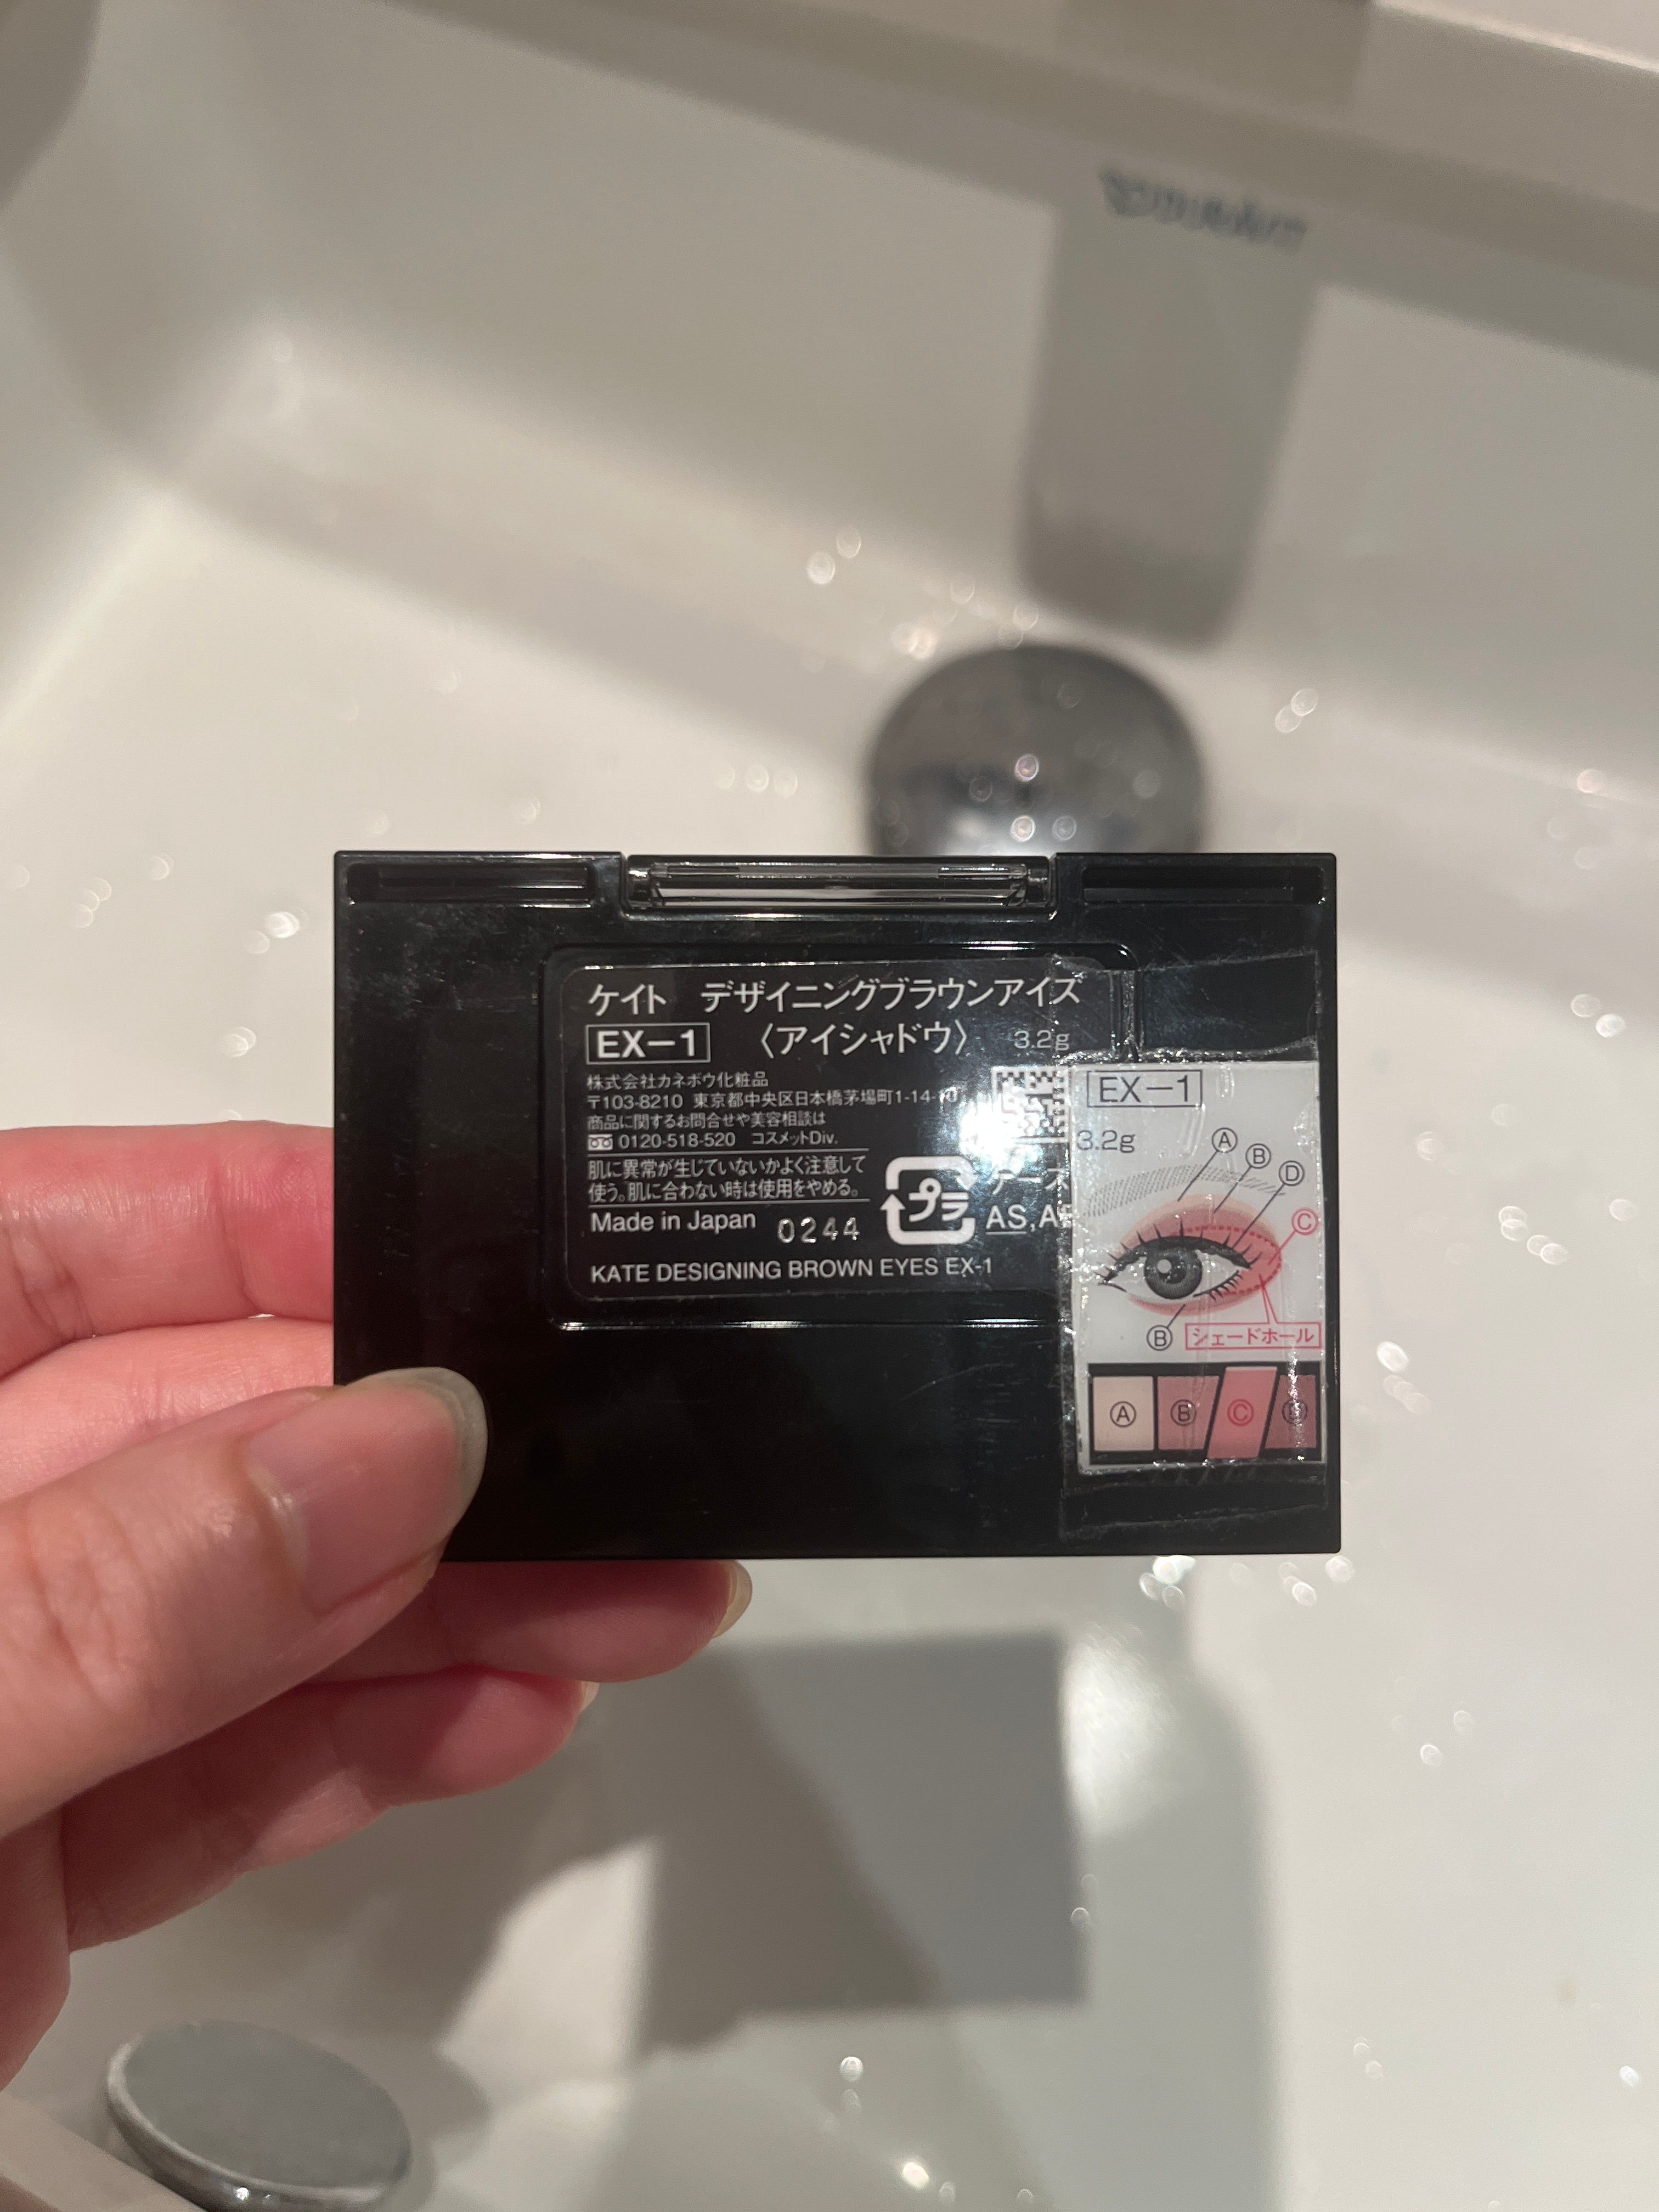 ケイト デザイニングブラウンアイズ
EX-1 〈アイシャドウ〉 3.2g
株式会社カネボウ化粧品
〒103-8210 東京都中央区日本橋茅場町1-14-10
商品に関するお問合せや美容相談は
0120-518-520 コスメットDiv.
肌に異常が生じていないかよく注意して
使う。肌に合わない時は使用をやめる。
Made in Japan 0244
プラ
AS,
KATE DESIGNING BROWN EYES EX-1
EX-1
3.2g
A
B
D
C
B
シェードホール
A B C D